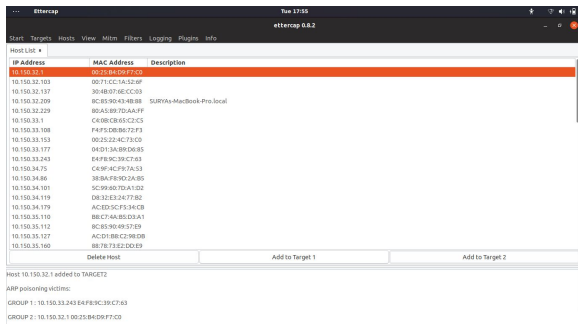 Ettercap
Tue 17:55
ettercap 0.8.2
Start Targets Hosts View Mitm Filters Logging Plugins Info
Host List
IP Address MAC Address Description
10.150.32.1 00:25:B4:D9:F7:C0
10.150.32.103 00:71:CC:1A:52:6F
10.150.32.137 30:4B:07:6E:CC:03
10.150.32.209 8C:85:90:43:4B:88 SURYAs-MacBook-Pro.local
10.150.32.229 80:A5:89:7D:AA:FF
10.150.33.1 C4:0B:CB:65:C2:C5
10.150.33.108 F4:F5:DB:B6:72:F3
10.150.33.153 00:25:22:4C:73:C0
10.150.33.177 04:D1:3A:B9:D6:85
10.150.33.243 E4:F8:9C:39:C7:63
10.150.34.75 C4:9F:4C:F9:7A:53
10.150.34.86 38:BA:F8:9D:2A:B5
10.150.34.101 5C:99:60:7D:A1:D2
10.150.34.119 D8:32:E3:24:77:B2
10.150.34.179 AC:ED:5C:F5:34:CB
10.150.35.110 B8:C7:4A:B5:D3:A1
10.150.35.112 8C:85:90:49:57:E9
10.150.35.127 AC:D1:B8:C2:98:DB
10.150.35.160 88:78:73:E2:DD:E9
Delete Host Add to Target 1 Add to Target 2
Host 10.150.32.1 added to TARGET2
ARP poisoning victims:
GROUP 1 : 10.150.33.243 E4:F8:9C:39:C7:63
GROUP 2 : 10.150.32.1 00:25:B4:D9:F7:C0